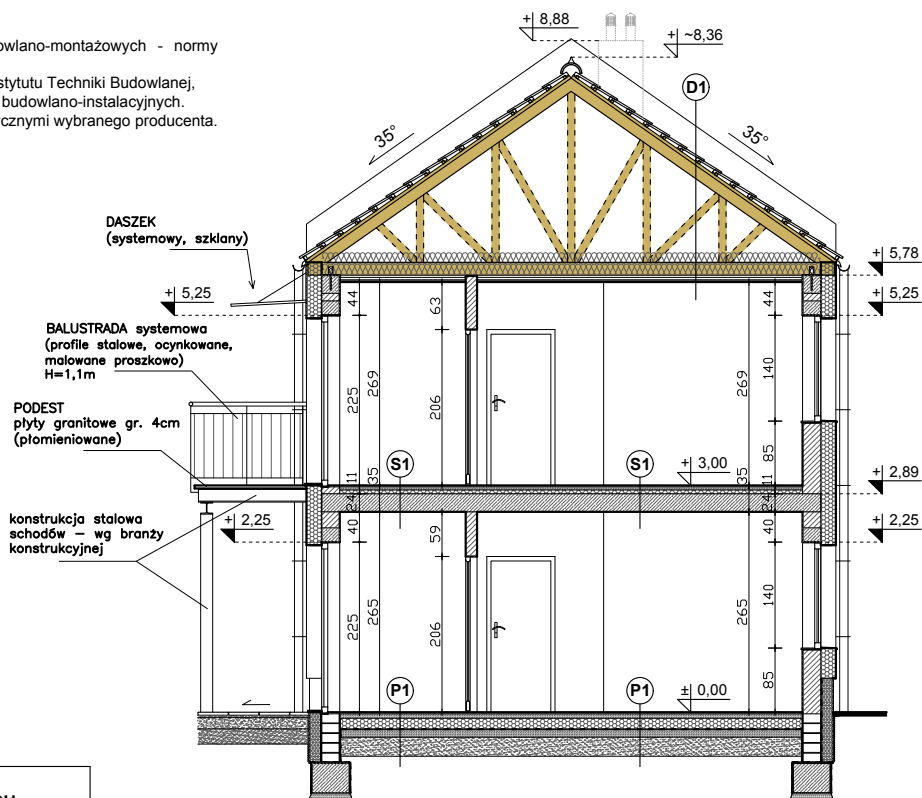 owlano-montażowych - normy
stytutu Techniki Budowlanej,
budowlano-instalacyjnych.
ycznymi wybranego producenta.
+ 8,88
+ ~8,36
D1
35°
35°
DASZEK
(systemowy, szklany)
+ 5,78
+ 5,25
+ 5,25
44
63
44
BALUSTRADA systemowa
(profile stalowe, ocynkowane,
malowane proszkowo)
H=1,1m
225
269
206
269
140
PODEST
płyty granitowe gr. 4cm
(płomieniowane)
S1
S1
+ 3,00
85
+ 2,89
11
35
35
11
24
24
konstrukcja stalowa
schodów – wg branży
konstrukcyjnej
+ 2,25
+ 2,25
40
59
40
225
265
206
265
140
85
P1
P1
± 0,00